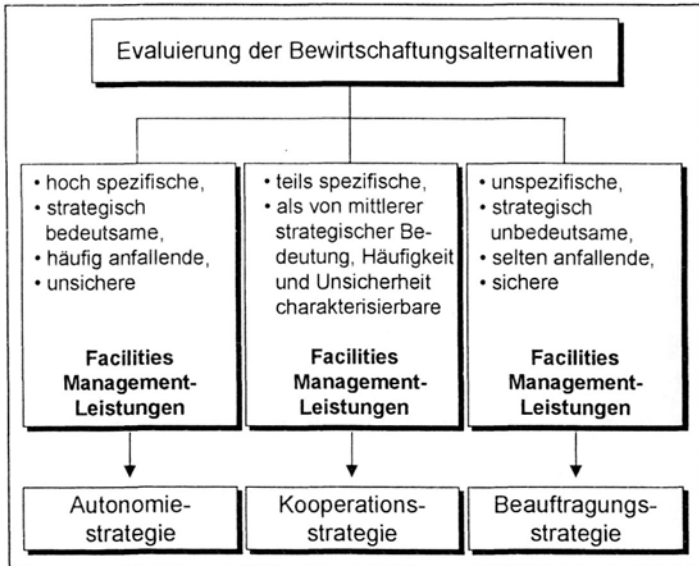 Evaluierung der Bewirtschaftungsalternativen
• hoch spezifische,
• strategisch
bedeutsame,
• häufig anfallende,
• unsichere
Facilities
Management-
Leistungen
• teils spezifische,
• als von mittlerer
strategischer Be-
deutung, Häufigkeit
und Unsicherheit
charakterisierbare
Facilities
Management-
Leistungen
• unspezifische,
• strategisch
unbedeutsame,
• selten anfallende,
• sichere
Facilities
Management-
Leistungen
Autonomie-
strategie
Kooperations-
strategie
Beauftragungs-
strategie